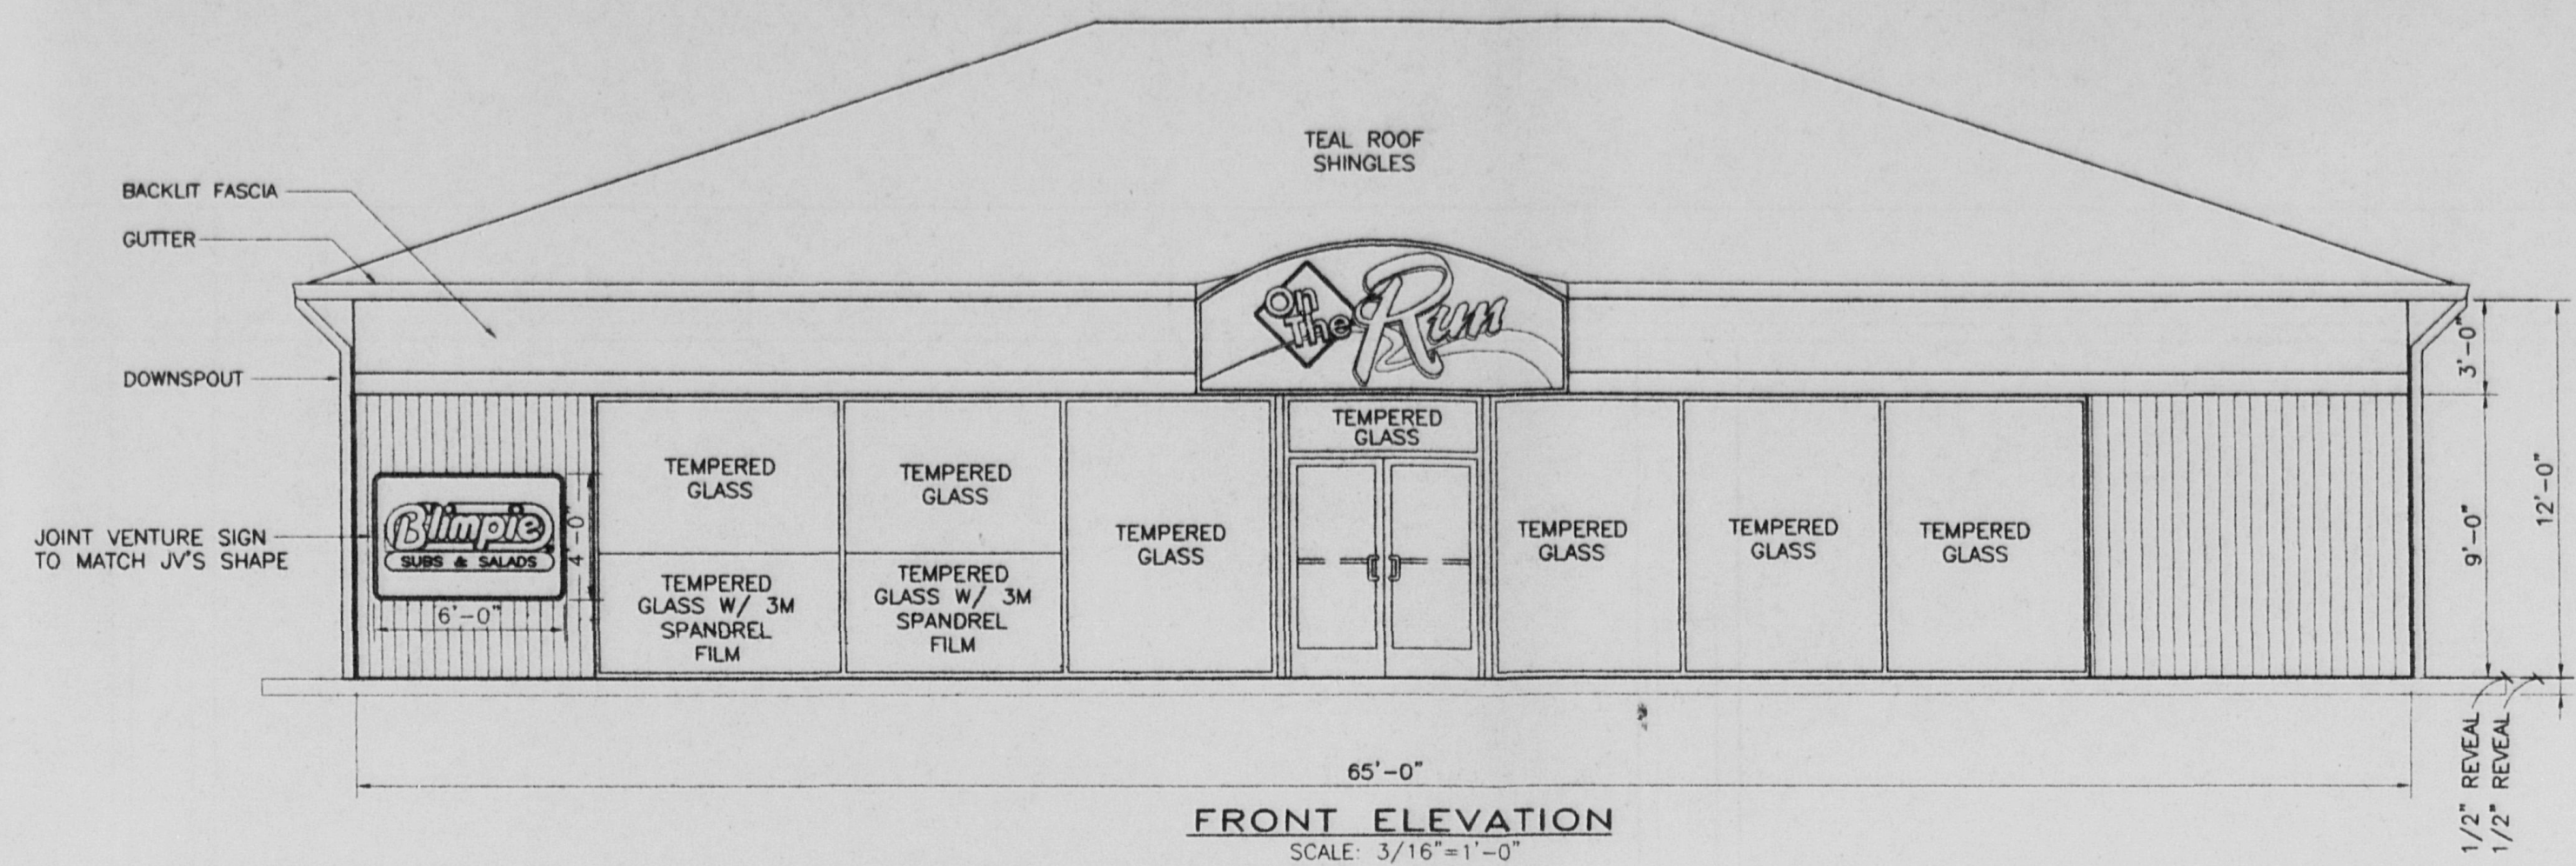 TEAL ROOF
SHINGLES
BACKLIT FASCIA
GUTTER
DOWNSPOUT
On
The
Run
3'-0"
12'-0"
9'-0"
JOINT VENTURE SIGN
TO MATCH JV'S SHAPE
Blimpie
SUBS & SALADS
4'-0"
6'-0"
TEMPERED
GLASS
TEMPERED
GLASS W/ 3M
SPANDREL
FILM
TEMPERED
GLASS
TEMPERED
GLASS W/ 3M
SPANDREL
FILM
TEMPERED
GLASS
TEMPERED
GLASS
TEMPERED
GLASS
TEMPERED
GLASS
TEMPERED
GLASS
1/2" REVEAL
1/2" REVEAL
65'-0"
FRONT ELEVATION
SCALE: 3/16"=1'-0"